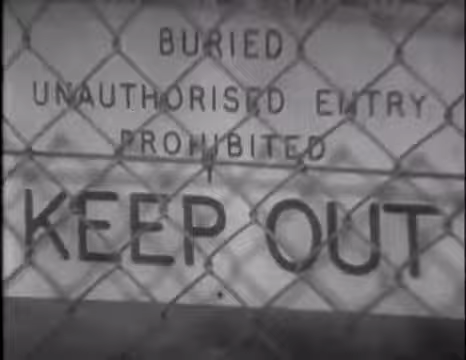 BURIED
UNAUTHORISED ENTRY
PROHIBITED
KEEP OUT